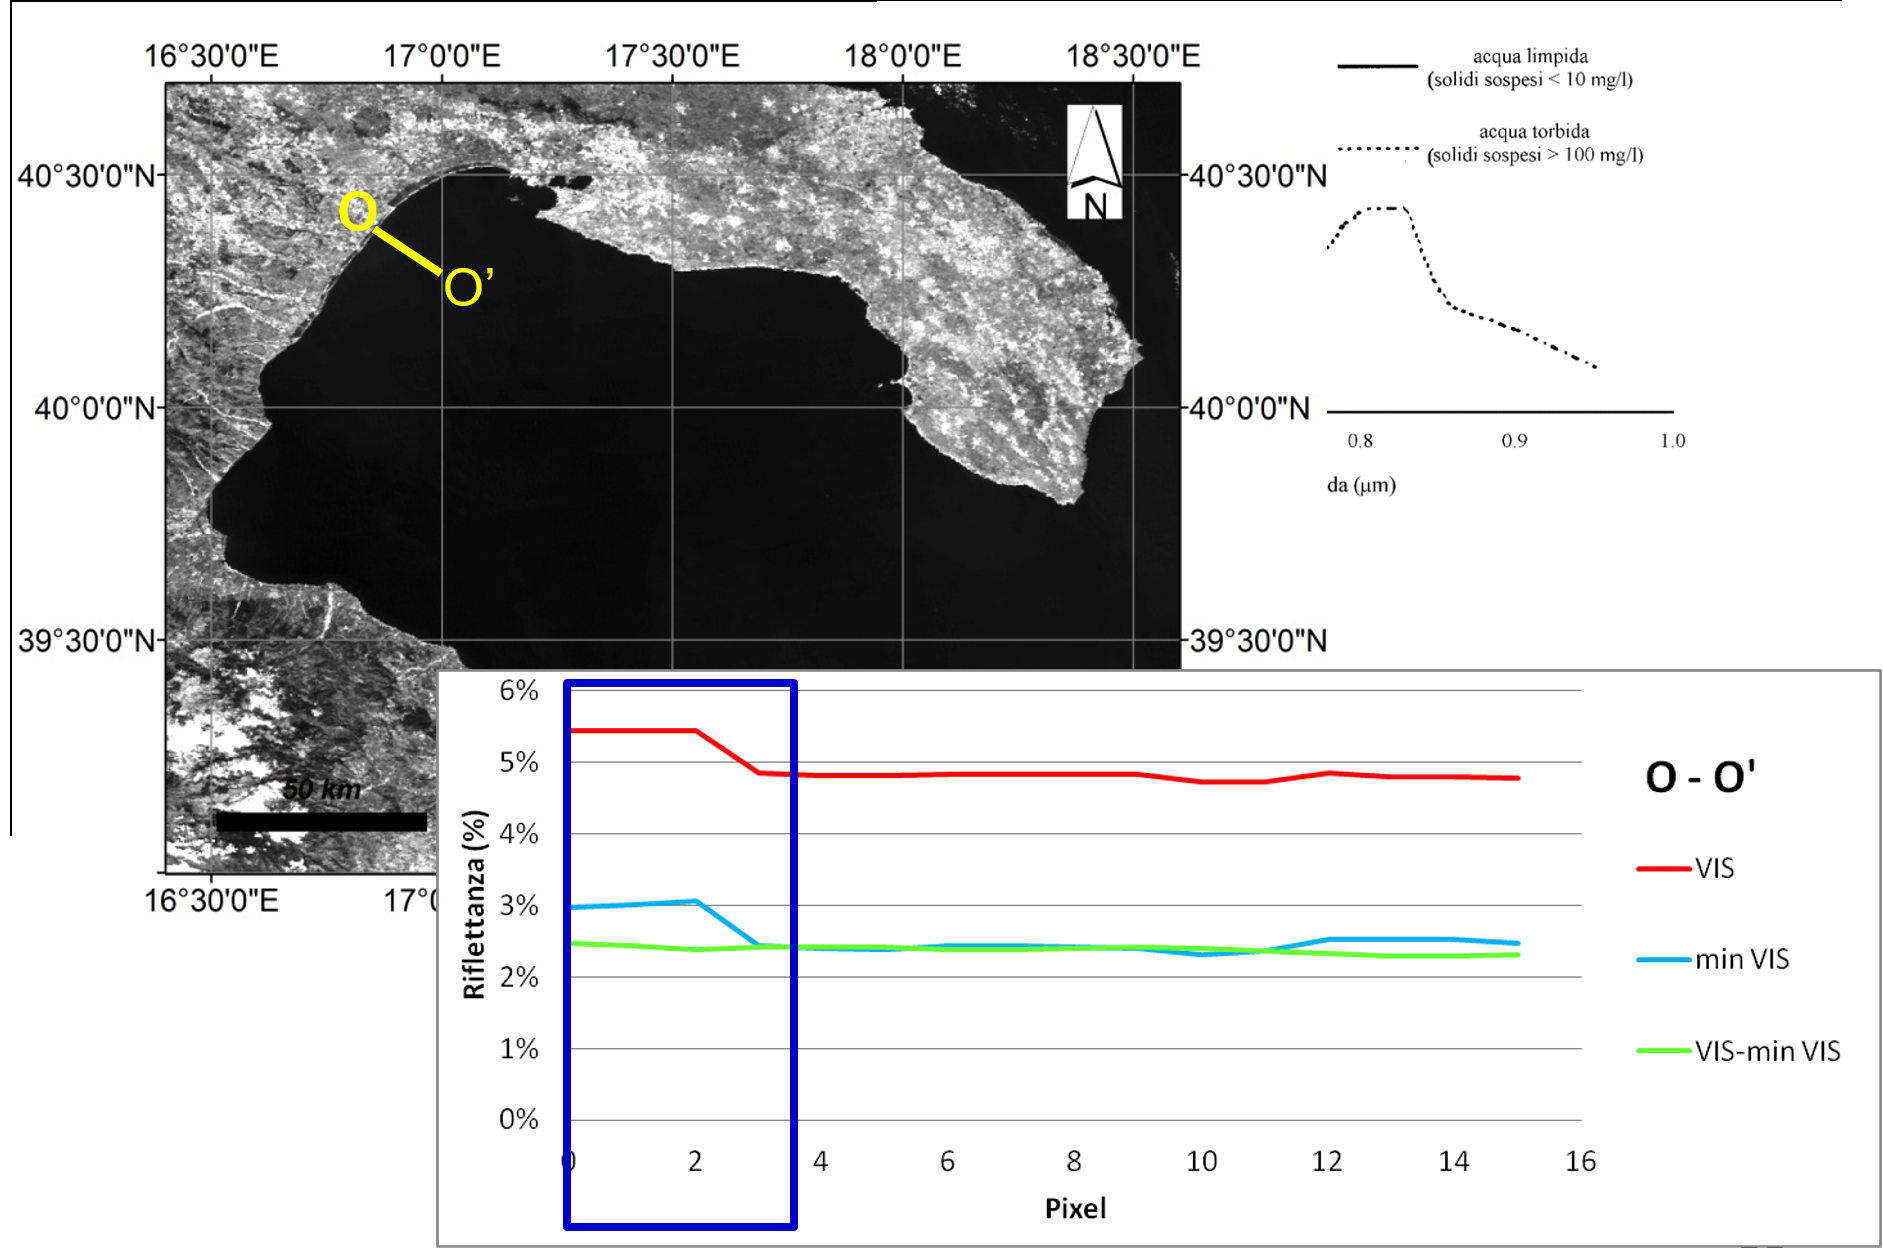 16°30'0"E 17°0'0"E 17°30'0"E 18°0'0"E 18°30'0"E
acqua limpida
(solidi sospesi < 10 mg/l)
acqua torbida
(solidi sospesi > 100 mg/l)
40°30'0"N 40°30'0"N
N
O
O'
40°0'0"N 40°0'0"N
0.8 0.9 1.0
da (µm)
39°30'0"N 39°30'0"N
50 km
16°30'0"E 17°0
6%
5%
4%
3%
2%
1%
0%
Riflettanza (%)
0 2 4 6 8 10 12 14 16
Pixel
O - O'
VIS
min VIS
VIS-min VIS